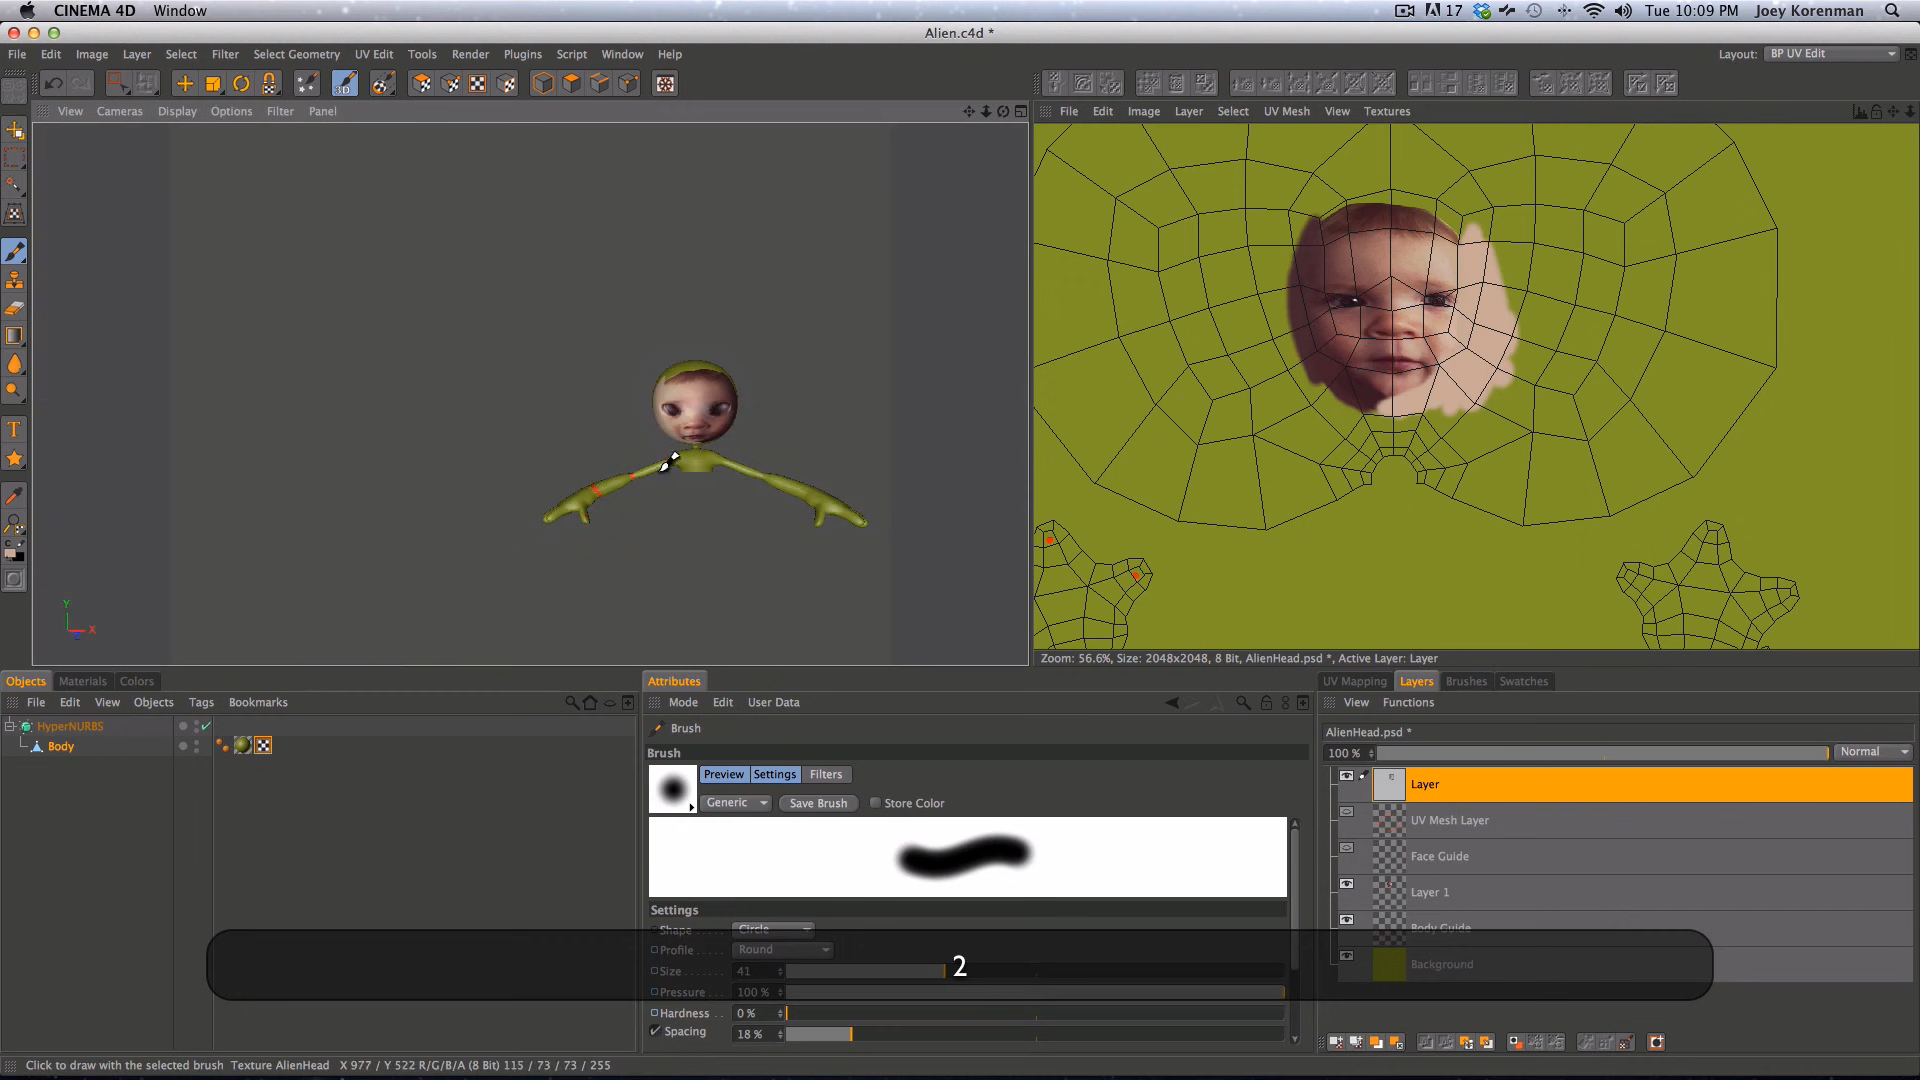 CINEMA 4D Window 17 Tue 10:09 PM Joey Korenman
Alien.c4d *
File Edit Image Layer Select Filter Select Geometry UV Edit Tools Render Plugins Script Window Help Layout: BP UV Edit
3D
View Cameras Display Options Filter Panel
File Edit Image Layer Select UV Mesh View Textures
T
C
Y
X
Zoom: 56.6%, Size: 2048x2048, 8 Bit, AlienHead.psd *, Active Layer: Layer
Objects Materials Colors
Attributes
UV Mapping Layers Brushes Swatches
File Edit View Objects Tags Bookmarks
Mode Edit User Data
View Functions
HyperNURBS
Body
Brush
Brush
Preview Settings Filters
Generic Save Brush Store Color
Settings
Shape Circle
Profile Round
Size 41
Pressure 100 %
Hardness 0 %
Spacing 18 %
2
AlienHead.psd *
100 % Normal
Layer
UV Mesh Layer
Face Guide
Layer 1
Body Guide
Background
Click to draw with the selected brush Texture AlienHead X 977 / Y 522 R/G/B/A (8 Bit) 115 / 73 / 73 / 255